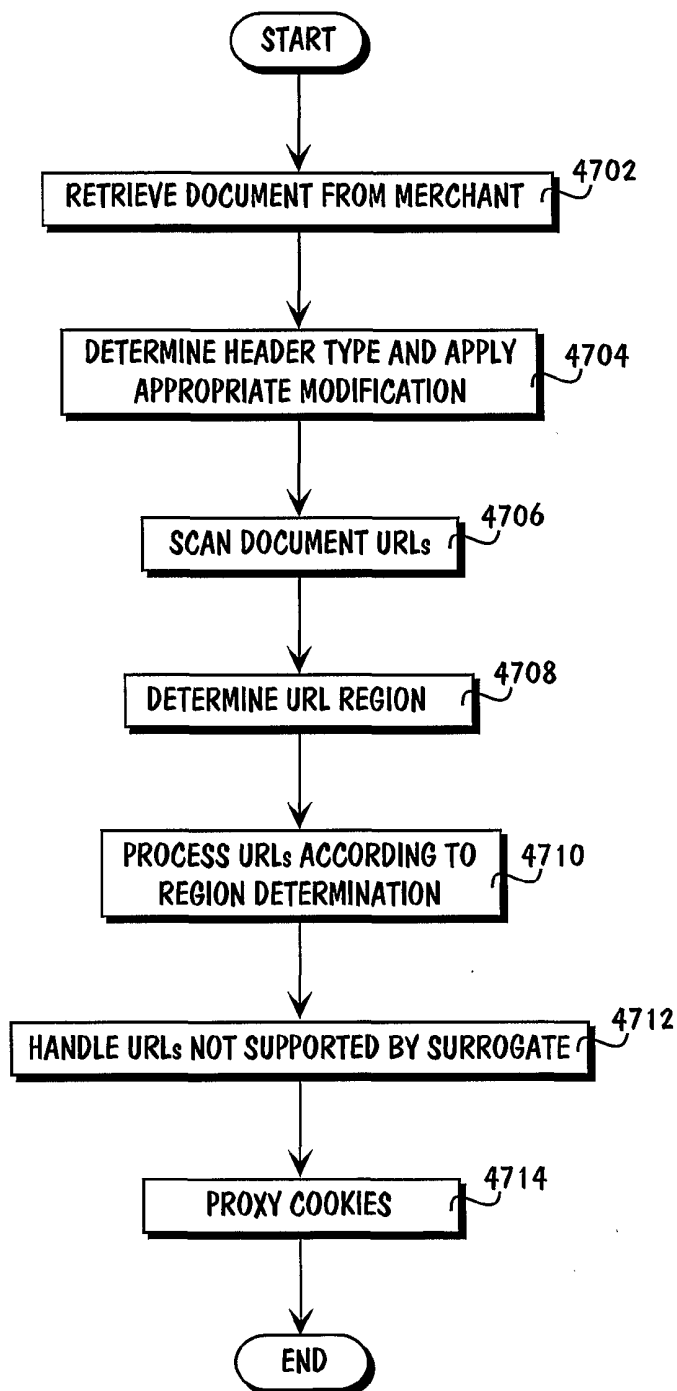 START
RETRIEVE DOCUMENT FROM MERCHANT
4702
DETERMINE HEADER TYPE AND APPLY
APPROPRIATE MODIFICATION
4704
SCAN DOCUMENT URLs
4706
DETERMINE URL REGION
4708
PROCESS URLs ACCORDING TO
REGION DETERMINATION
4710
HANDLE URLs NOT SUPPORTED BY SURROGATE
4712
PROXY COOKIES
4714
END